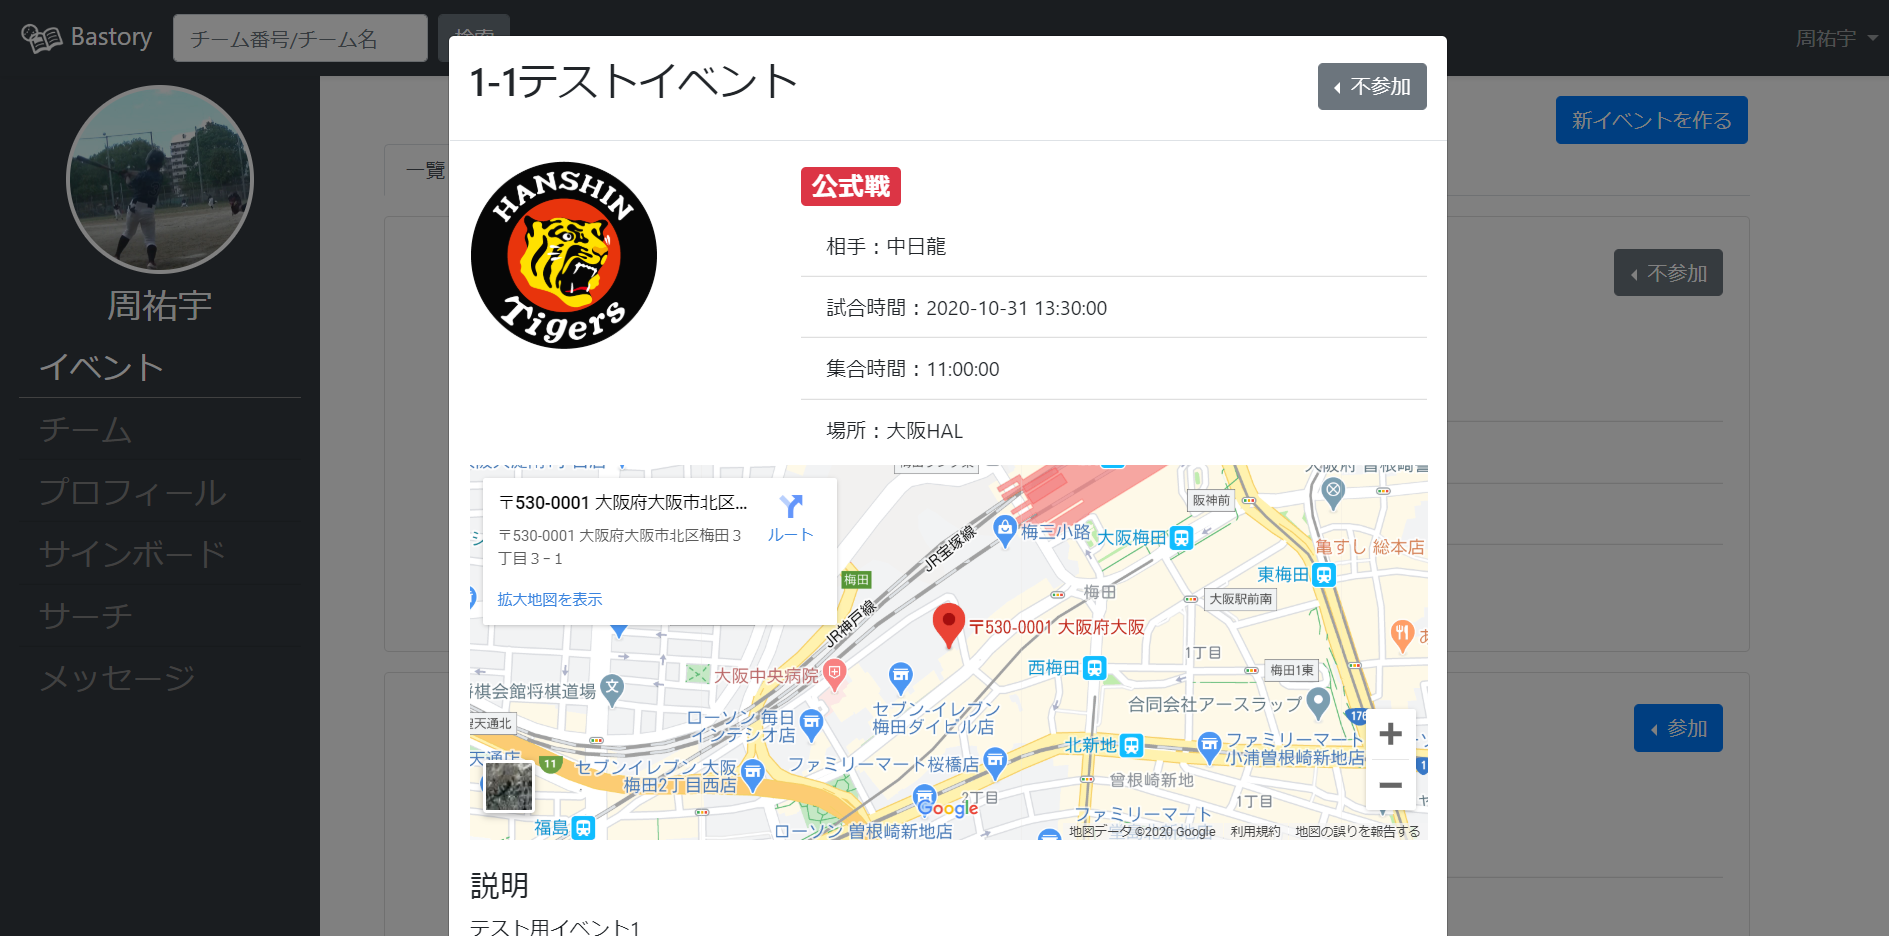 Bastory
チーム番号/チーム名
検索
周祐宇
周祐宇
イベント
チーム
プロフィール
サインボード
サーチ
メッセージ
一覧
新イベントを作る
不参加
参加
1-1テストイベント
不参加
HANSHIN
Tigers
公式戦
相手：中日龍
試合時間：2020-10-31 13:30:00
集合時間：11:00:00
場所：大阪HAL
〒530-0001 大阪府大阪市北区...
〒530-0001 大阪府大阪市北区梅田３
丁目３−１
ルート
拡大地図を表示
阪神前
梅三小路
大阪梅田
亀すし 総本店
JR宝塚線
東梅田
梅田
梅田
大阪駅前南
JR神戸線
〒530-0001 大阪府大阪
あ
1丁目
西梅田
梅田1東
大阪中央病院
将棋会館将棋道場
合同会社アースラップ
セブン-イレブン
梅田ダイビル店
ローソン 毎日
インテシオ店
176
北新地
ファミリーマート
小浦曽根崎新地店
11
セブンイレブン 大阪
梅田2丁目西店
ファミリーマート桜橋店
曾根崎新地
2丁目
1丁目
Google
ファミリーマート
福島
ローソン 曽根崎新地店
地図データ ©2020 Google
利用規約
地図の誤りを報告する
説明
テスト用イベント1